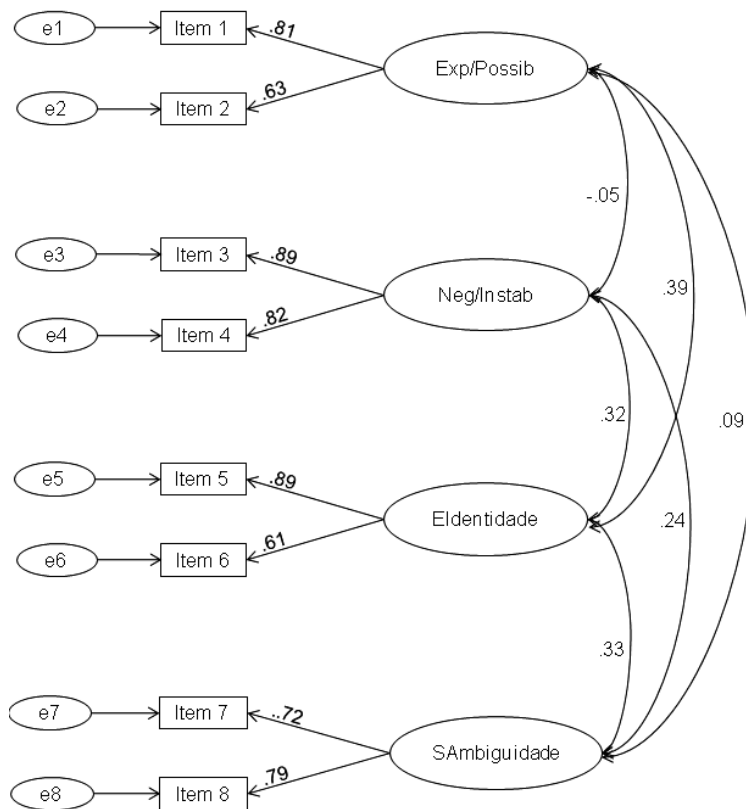 e1
Item 1
.81
Exp/Possib
e2
Item 2
.63
-.05
e3
Item 3
.89
Neg/Instab
.39
e4
Item 4
.82
.32
.09
e5
Item 5
.89
EIdentidade
.24
e6
Item 6
.61
.33
e7
Item 7
..72
SAmbiguidade
e8
Item 8
.79